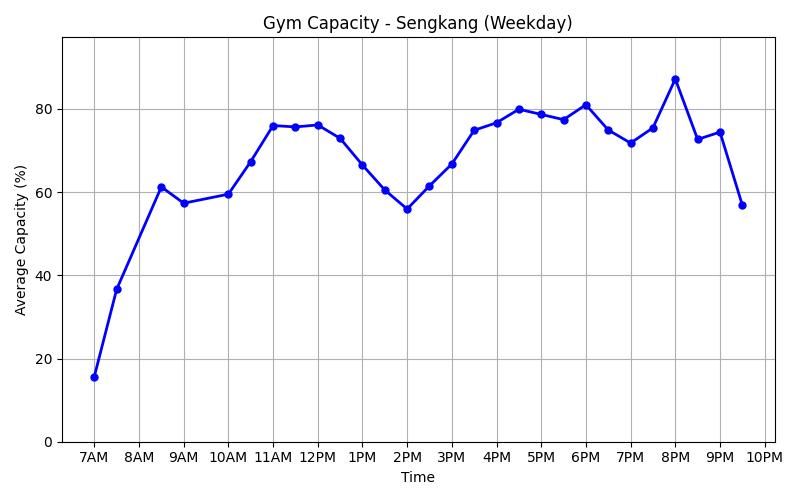 Gym Capacity - Sengkang (Weekday)
Average Capacity (%)
80
60
40
20
0
7AM 8AM 9AM 10AM 11AM 12PM 1PM 2PM 3PM 4PM 5PM 6PM 7PM 8PM 9PM 10PM
Time